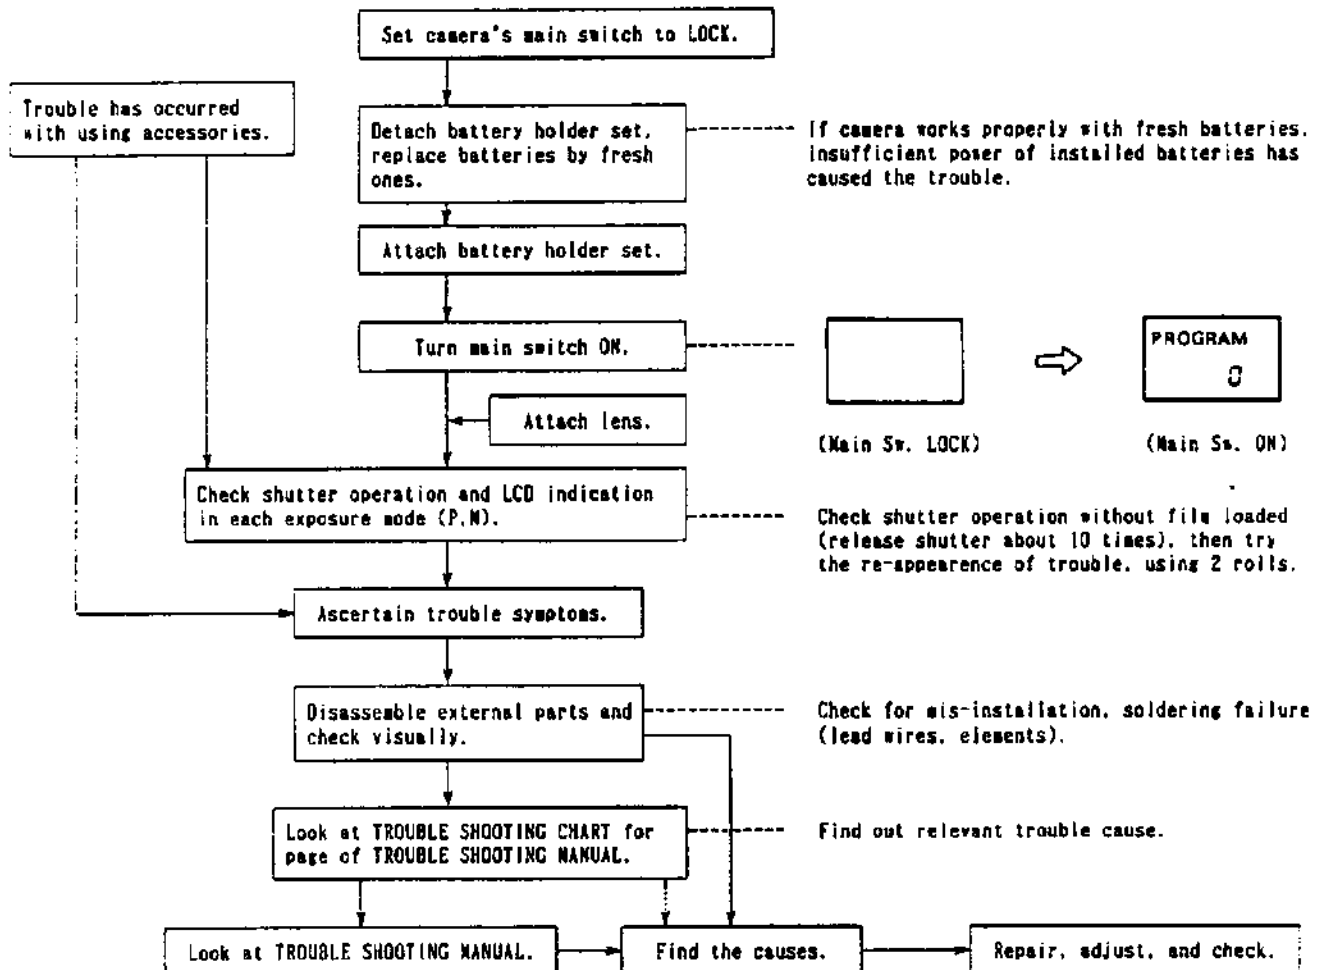 Set camera's main switch to LOCK.
Trouble has occurred
with using accessories.
Detach battery holder set,
replace batteries by fresh
ones.
If camera works properly with fresh batteries,
insufficient power of installed batteries has
caused the trouble.
Attach battery holder set.
Turn main switch ON.
PROGRAM
0
Attach lens.
(Main Sw. LOCK)
(Main Sw. ON)
Check shutter operation and LCD indication
in each exposure mode (P,M).
Check shutter operation without film loaded
(release shutter about 10 times), then try
the re-appearence of trouble, using 2 rolls.
Ascertain trouble symptoms.
Disassemble external parts and
check visually.
Check for mis-installation, soldering failure
(lead wires, elements).
Look at TROUBLE SHOOTING CHART for
page of TROUBLE SHOOTING MANUAL.
Find out relevant trouble cause.
Look at TROUBLE SHOOTING MANUAL.
Find the causes.
Repair, adjust, and check.